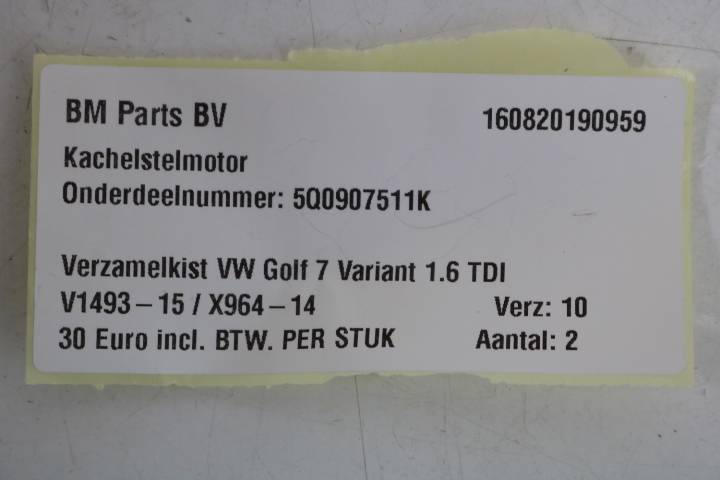 BM Parts BV 160820190959
Kachelstelmotor
Onderdeelnummer: 5Q0907511K
Verzamelkist VW Golf 7 Variant 1.6 TDI
V1493-15 / X964-14 Verz: 10
30 Euro incl. BTW. PER STUK Aantal: 2